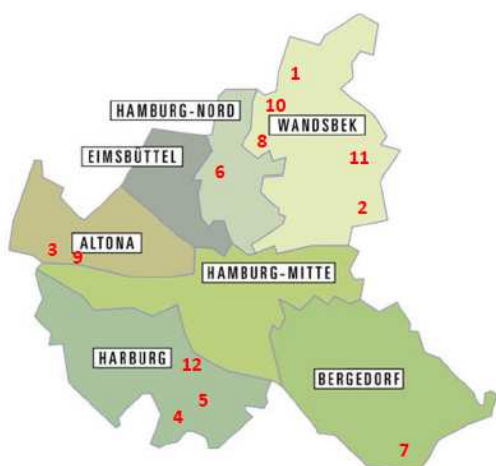 1
10
HAMBURG-NORD
WANDSBEK
8
EIMSBÜTTEL
11
6
2
3
9
ALTONA
HAMBURG-MITTE
HARBURG
12
BERGEDORF
5
4
7